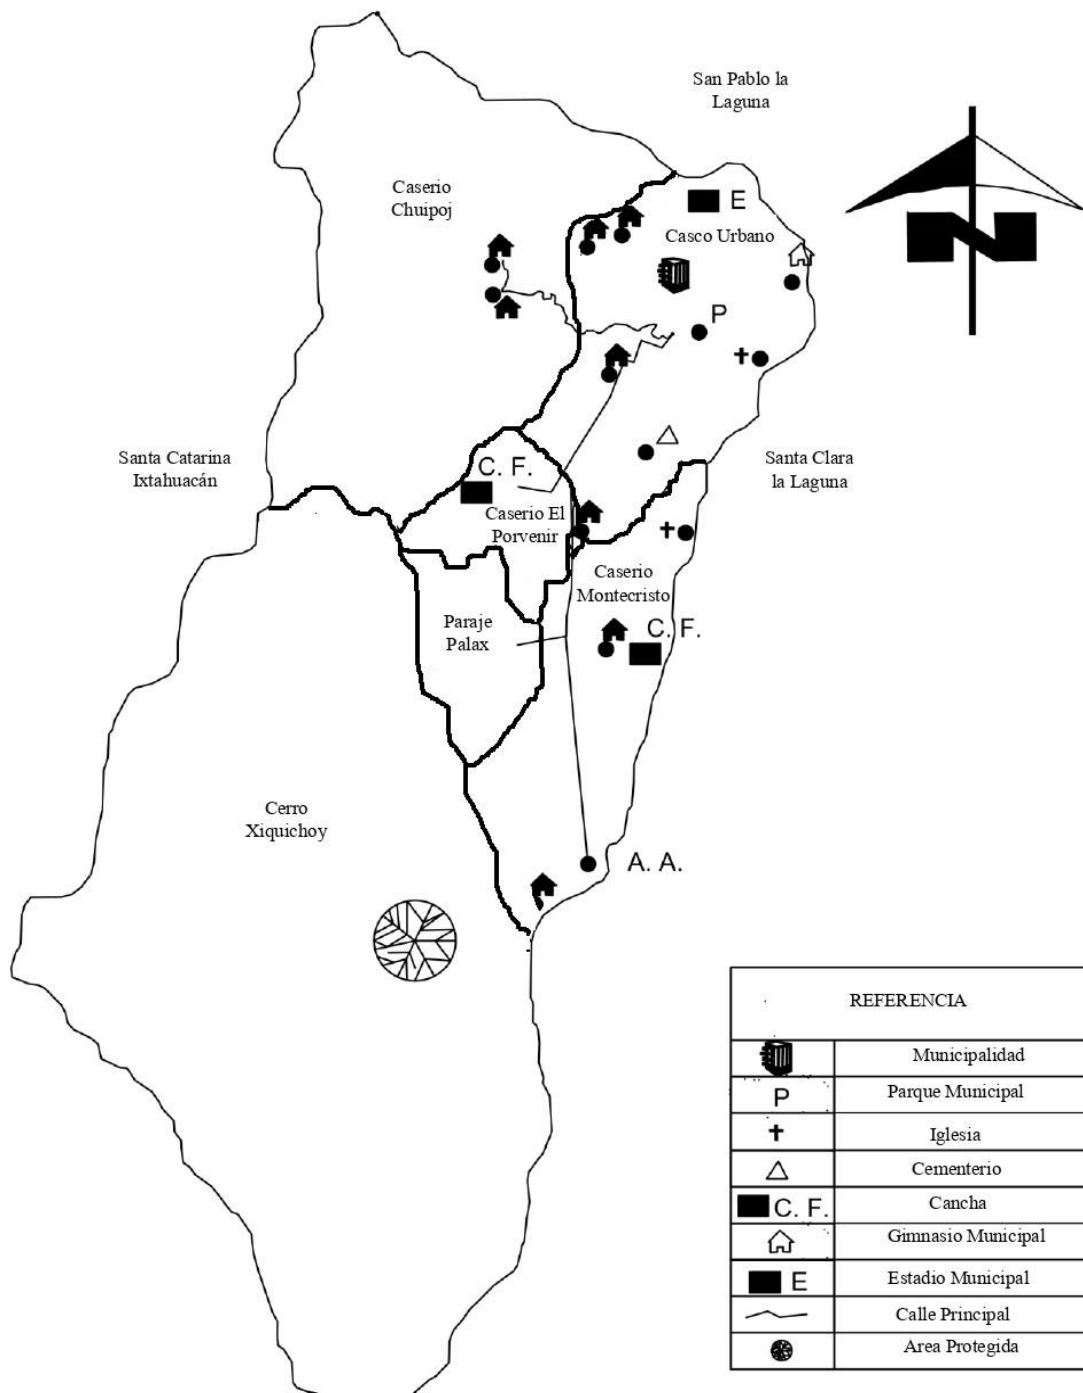 San Pablo la
Laguna
Caserio
Chuipoj
E
Casco Urbano
N
P
Santa Catarina
Ixtahuacán
C. F.
Santa Clara
la Laguna
Caserio El
Porvenir
Caserio
Montecristo
Paraje
Palax
C. F.
Cerro
Xiquichoy
A. A.
REFERENCIA
Municipalidad
P Parque Municipal
Iglesia
Cementerio
C. F. Cancha
Gimnasio Municipal
E Estadio Municipal
Calle Principal
Area Protegida